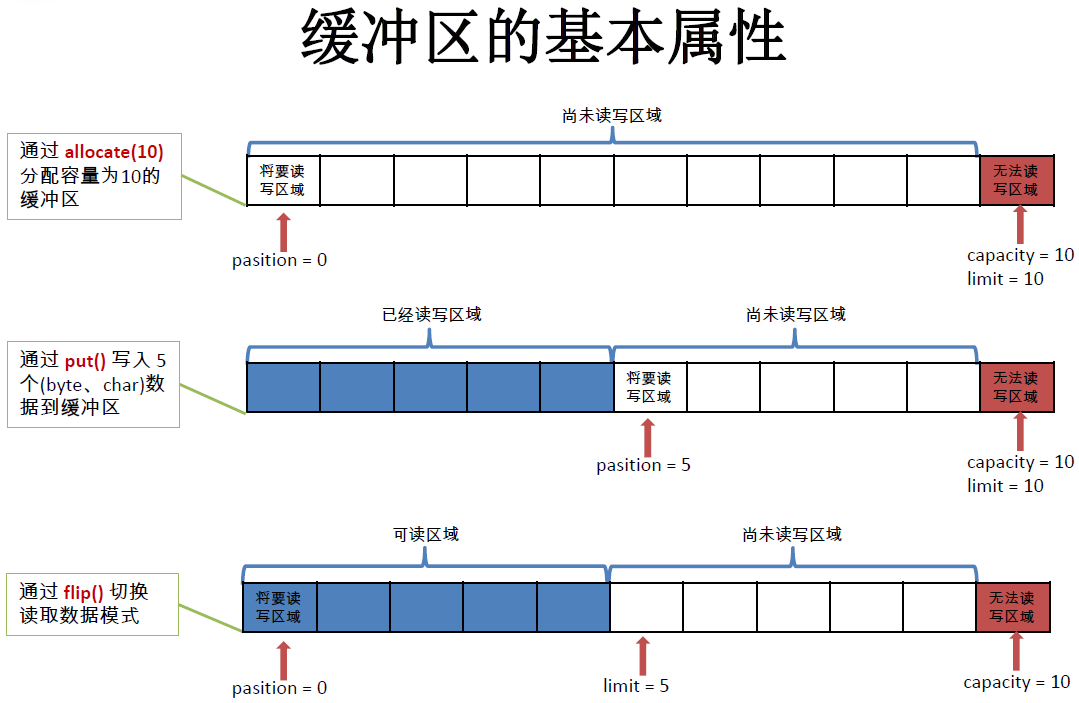 缓冲区的基本属性
尚未读写区域
通过 allocate(10)
分配容量为10的
缓冲区
将要读
写区域
无法读
写区域
pasition = 0
capacity = 10
limit = 10
已经读写区域
尚未读写区域
通过 put() 写入 5
个(byte、char)数
据到缓冲区
将要读
写区域
无法读
写区域
pasition = 5
capacity = 10
limit = 10
可读区域
尚未读写区域
通过 flip() 切换
读取数据模式
将要读
写区域
无法读
写区域
pasition = 0
limit = 5
capacity = 10